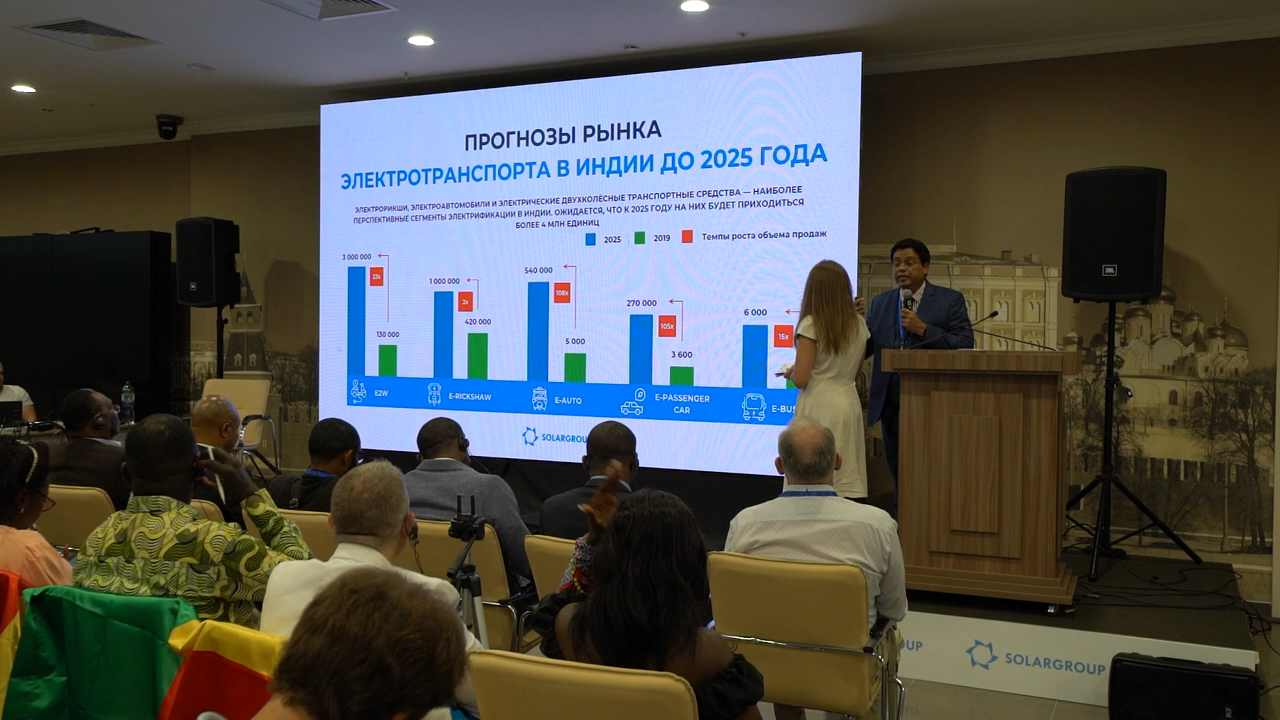 ПРОГНОЗЫ РЫНКА
ЭЛЕКТРОТРАНСПОРТА В ИНДИИ ДО 2025 ГОДА
ЭЛЕКТРОРИКШИ, ЭЛЕКТРОАВТОМОБИЛИ И ЭЛЕКТРИЧЕСКИЕ ДВУХКОЛЁСНЫЕ ТРАНСПОРТНЫЕ СРЕДСТВА — НАИБОЛЕЕ
ПЕРСПЕКТИВНЫЕ СЕГМЕНТЫ ЭЛЕКТРИФИКАЦИИ В ИНДИИ. ОЖИДАЕТСЯ, ЧТО К 2025 ГОДУ НА НИХ БУДЕТ ПРИХОДИТЬСЯ
БОЛЕЕ 4 МЛН ЕДИНИЦ
2025 2019 Темпы роста объема продаж
3 000 000 23x 130 000
1 000 000 2x 420 000
540 000 108x 5 000
270 000 105x 3 600
6 000 15x
E2W E-RICKSHAW E-AUTO E-PASSENGER CAR E-BUS
SOLARGROU
JBL
JBL
OUP SOLARGROUP